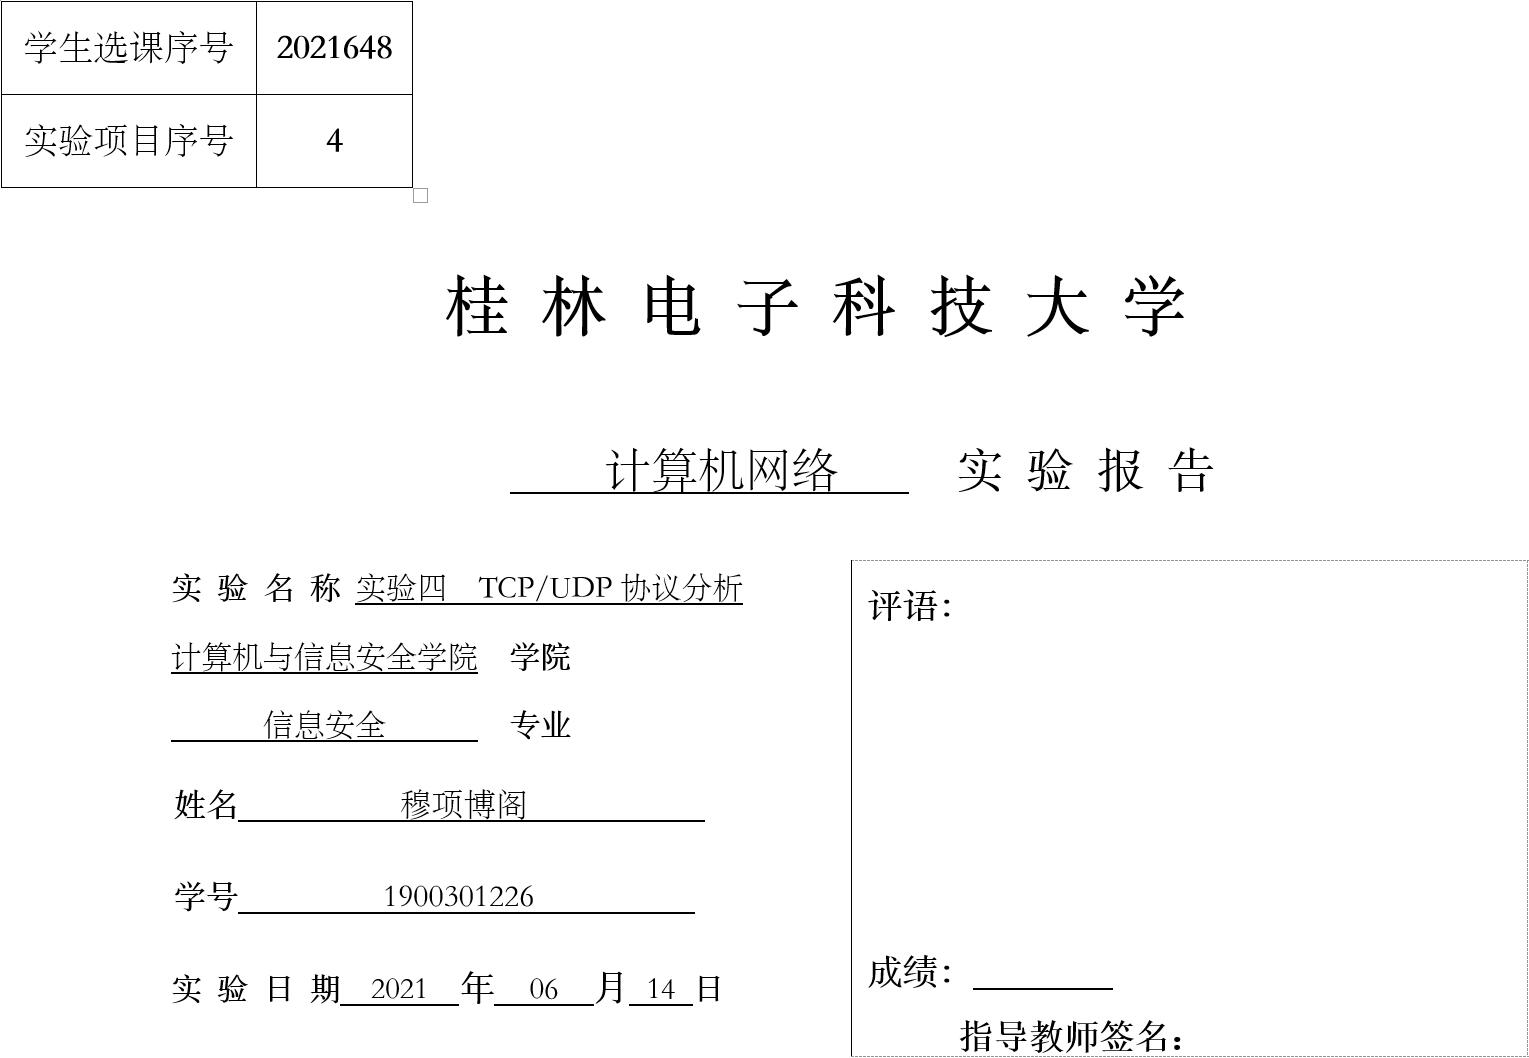 学生选课序号 2021648
实验项目序号 4
桂林电子科技大学
计算机网络 实验报告
实验名称 实验四 TCP/UDP 协议分析
计算机与信息安全学院 学院
信息安全 专业
姓名 穆项博阁
学号 1900301226
实验日期 2021 年 06 月 14 日
评语：
成绩：
指导教师签名：